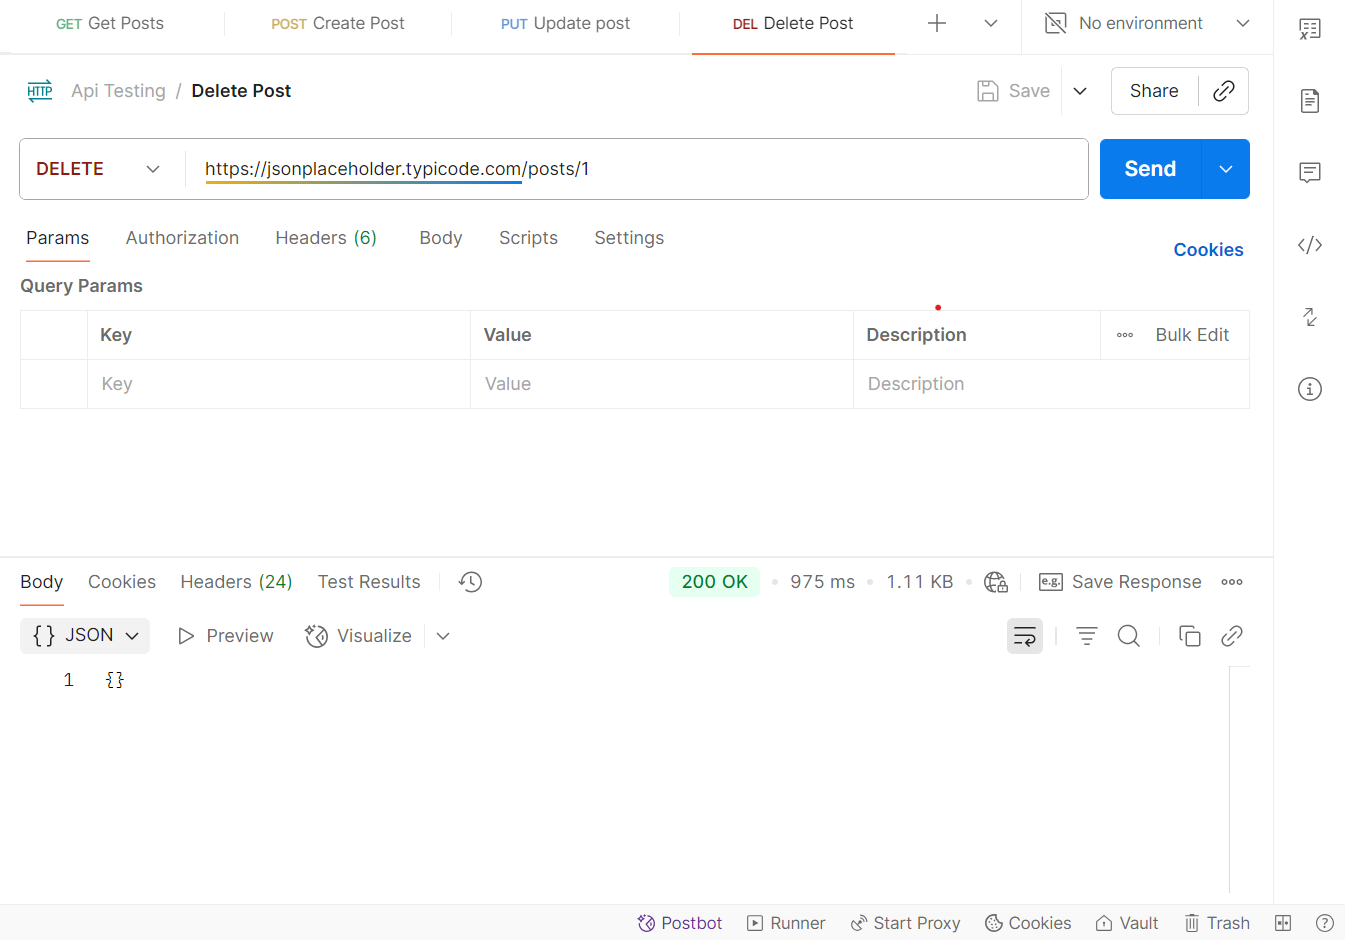 GET Get Posts POST Create Post PUT Update post DEL Delete Post No environment
HTTP Api Testing / Delete Post Save Share
DELETE https://jsonplaceholder.typicode.com/posts/1 Send
Params Authorization Headers (6) Body Scripts Settings Cookies
Query Params
Key Value Description Bulk Edit
Key Value Description
Body Cookies Headers (24) Test Results 200 OK 975 ms 1.11 KB e.g. Save Response
{} JSON Preview Visualize
1 {}
Postbot Runner Start Proxy Cookies Vault Trash